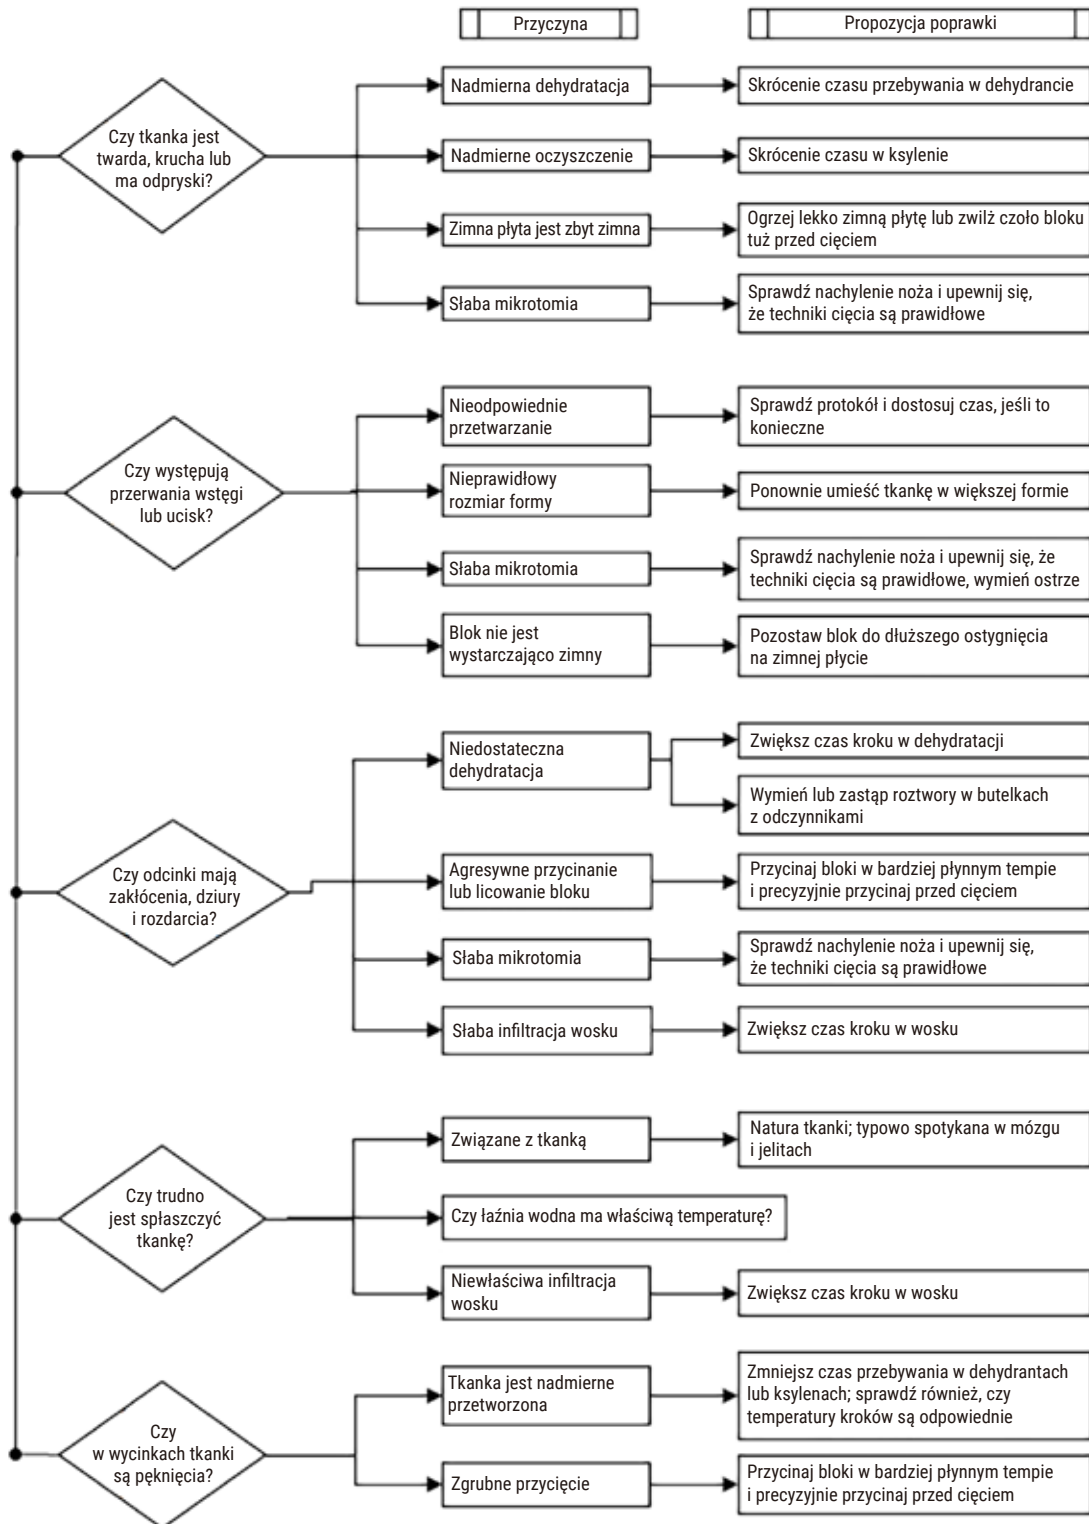 Przyczyna
Propozycja poprawki
Czy tkanka jest
twarda, krucha lub
ma odpryski?
Nadmierna dehydratacja
Skrócenie czasu przebywania w dehydrancie
Nadmierne oczyszczenie
Skrócenie czasu w ksylenie
Zimna płyta jest zbyt zimna
Ogrzej lekko zimną płytę lub zwilż czoło bloku
tuż przed cięciem
Słaba mikrotomia
Sprawdź nachylenie noża i upewnij się,
że techniki cięcia są prawidłowe
Czy występują
przerwania wstęgi
lub ucisk?
Nieodpowiednie
przetwarzanie
Sprawdź protokół i dostosuj czas, jeśli to
konieczne
Nieprawidłowy
rozmiar formy
Ponownie umieść tkankę w większej formie
Słaba mikrotomia
Sprawdź nachylenie noża i upewnij się, że
techniki cięcia są prawidłowe, wymień ostrze
Blok nie jest
wystarczająco zimny
Pozostaw blok do dłuższego ostygnięcia
na zimnej płycie
Czy odcinki mają
zakłócenia, dziury
i rozdarcia?
Niedostateczna
dehydratacja
Zwiększ czas kroku w dehydratacji
Wymień lub zastąp roztwory w butelkach
z odczynnikami
Agresywne przycinanie
lub licowanie bloku
Przycinaj bloki w bardziej płynnym tempie
i precyzyjnie przycinaj przed cięciem
Słaba mikrotomia
Sprawdź nachylenie noża i upewnij się,
że techniki cięcia są prawidłowe
Słaba infiltracja wosku
Zwiększ czas kroku w wosku
Czy trudno
jest spłaszczyć
tkankę?
Związane z tkanką
Natura tkanki; typowo spotykana w mózgu
i jelitach
Czy łaźnia wodna ma właściwą temperaturę?
Niewłaściwa infiltracja
wosku
Zwiększ czas kroku w wosku
Czy
w wycinkach tkanki
są pęknięcia?
Tkanka jest nadmierne
przetworzona
Zmniejsz czas przebywania w dehydrantach
lub ksylenach; sprawdź również, czy
temperatury kroków są odpowiednie
Zgrubne przycięcie
Przycinaj bloki w bardziej płynnym tempie
i precyzyjnie przycinaj przed cięciem